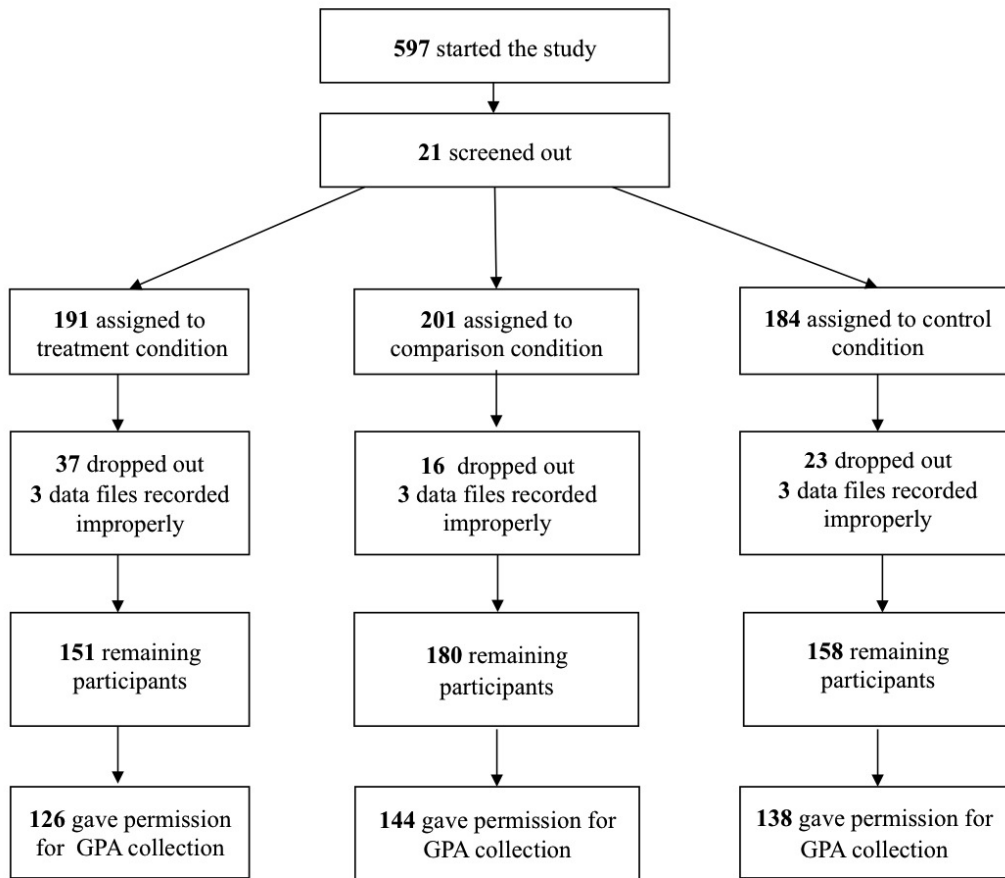 597 started the study
21 screened out
191 assigned to
treatment condition
201 assigned to
comparison condition
184 assigned to control
condition
37 dropped out
3 data files recorded
improperly
16 dropped out
3 data files recorded
improperly
23 dropped out
3 data files recorded
improperly
151 remaining
participants
180 remaining
participants
158 remaining
participants
126 gave permission
for GPA collection
144 gave permission for
GPA collection
138 gave permission for
GPA collection